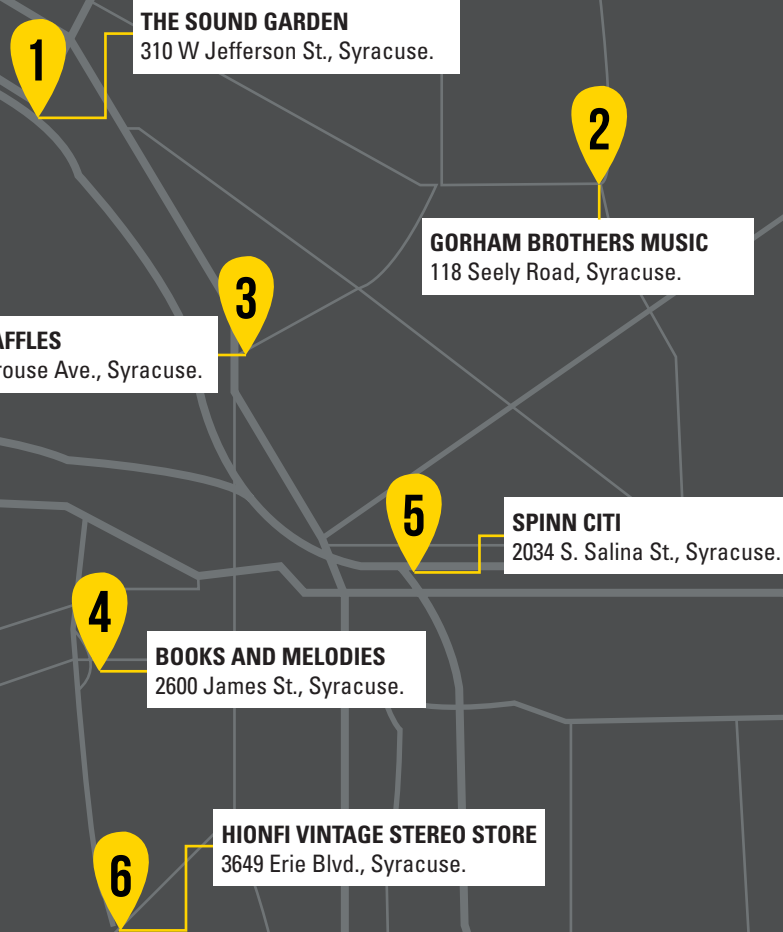 1
THE SOUND GARDEN
310 W Jefferson St., Syracuse.
2
GORHAM BROTHERS MUSIC
118 Seely Road, Syracuse.
3
AFFLES
rouse Ave., Syracuse.
5
SPINN CITI
2034 S. Salina St., Syracuse.
4
BOOKS AND MELODIES
2600 James St., Syracuse.
6
HIONFI VINTAGE STEREO STORE
3649 Erie Blvd., Syracuse.